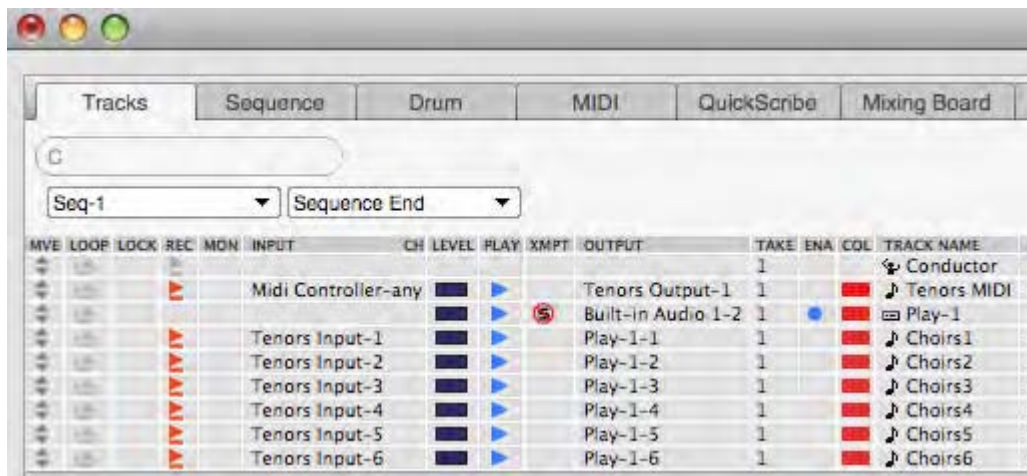 Tracks Sequence Drum MIDI QuickScribe Mixing Board
C
Seq-1 Sequence End
MVE LOOP LOCK REC MON INPUT CH LEVEL PLAY XMPT OUTPUT TAKE ENA COL TRACK NAME
1 Conductor
Midi Controller-any Tenors Output-1 1 Tenors MIDI
S Built-in Audio 1-2 1 Play-1
Tenors Input-1 Play-1-1 1 Choirs1
Tenors Input-2 Play-1-2 1 Choirs2
Tenors Input-3 Play-1-3 1 Choirs3
Tenors Input-4 Play-1-4 1 Choirs4
Tenors Input-5 Play-1-5 1 Choirs5
Tenors Input-6 Play-1-6 1 Choirs6